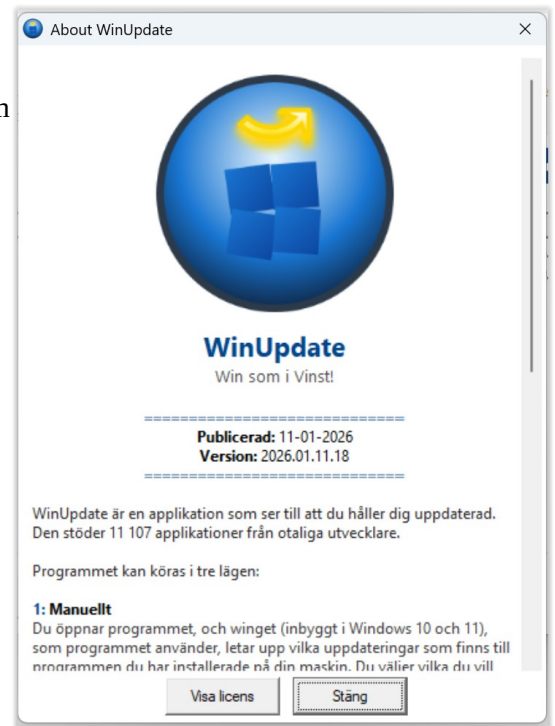 About WinUpdate
WinUpdate
Win som i Vinst!
==============================
Publicerad: 11-01-2026
Version: 2026.01.11.18
==============================
WinUpdate är en applikation som ser till att du håller dig uppdaterad.
Den stöder 11 107 applikationer från otaliga utvecklare.
Programmet kan köras i tre lägen:
1: Manuellt
Du öppnar programmet, och winget (inbyggt i Windows 10 och 11),
som programmet använder, letar upp vilka uppdateringar som finns till
programmen du har installerade på din maskin. Du väljer vilka du vill
Visa licens
Stäng